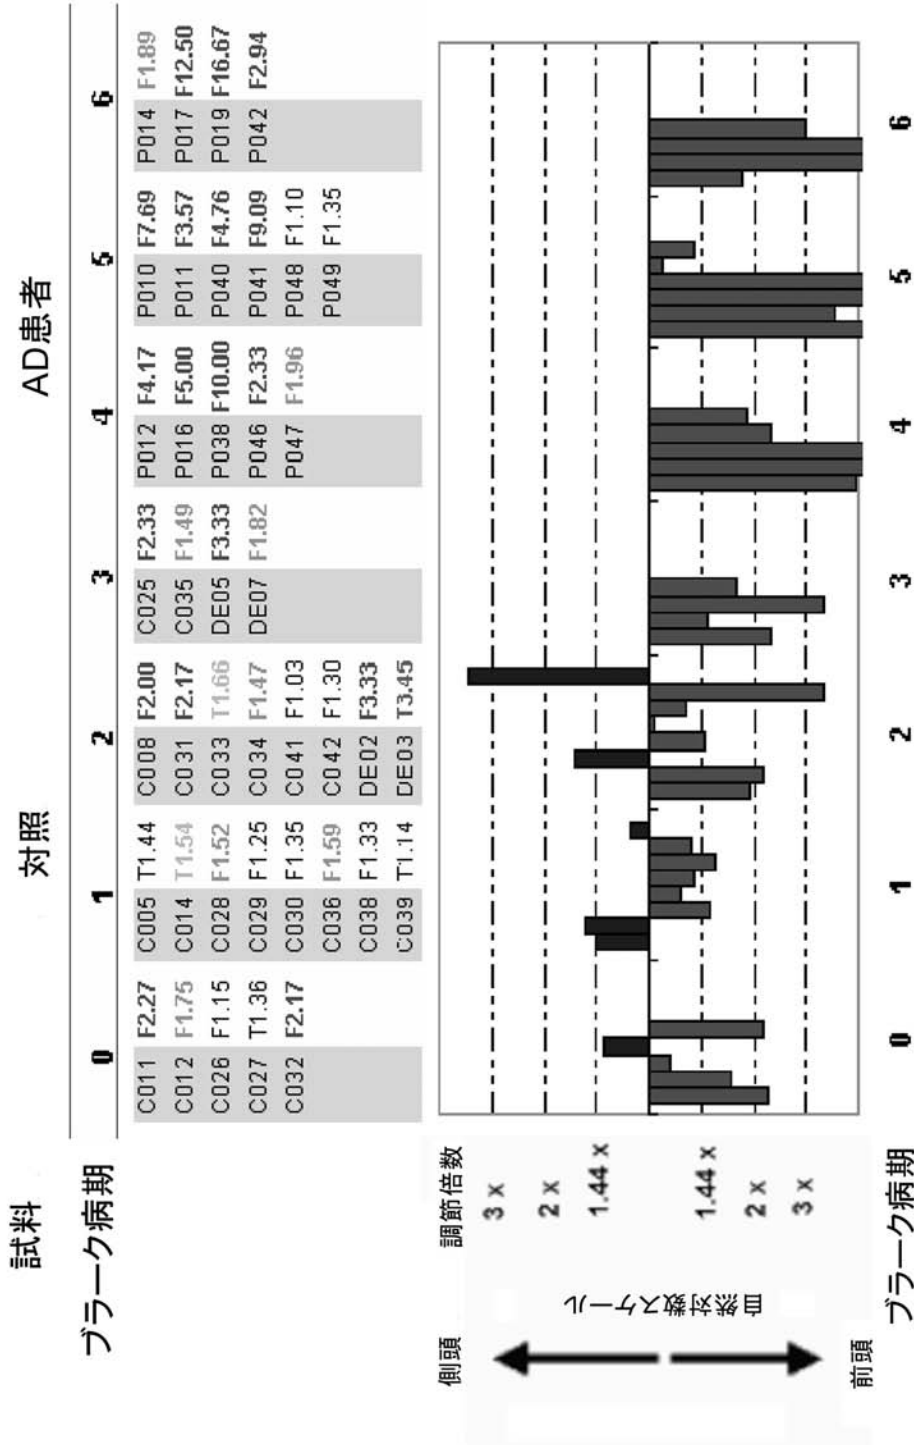 試料 対照 AD患者
ブラーク病期 0 1 2 3 4 5 6
C011 F2.27 C005 T1.44 C008 F2.00 C025 F2.33 P012 F4.17 P010 F7.69 P014 F1.89
C012 F1.75 C014 T1.54 C031 F2.17 C035 F1.49 P016 F5.00 P011 F3.57 P017 F12.50
C026 F1.15 C028 F1.52 C033 T1.66 DE05 F3.33 P038 F10.00 P040 F4.76 P019 F16.67
C027 T1.36 C029 F1.25 C034 F1.47 DE07 F1.82 P046 F2.33 P041 F9.09 P042 F2.94
C032 F2.17 C030 F1.35 C041 F1.03 P047 F1.96 P048 F1.10
C036 F1.59 C042 F1.30 P049 F1.35
C038 F1.33 DE02 F3.33
C039 T1.14 DE03 T3.45
側頭 調節倍数
3 x
2 x
1.44 x
自然対数スケール
1.44 x
2 x
3 x
前頭
ブラーク病期 0 1 2 3 4 5 6